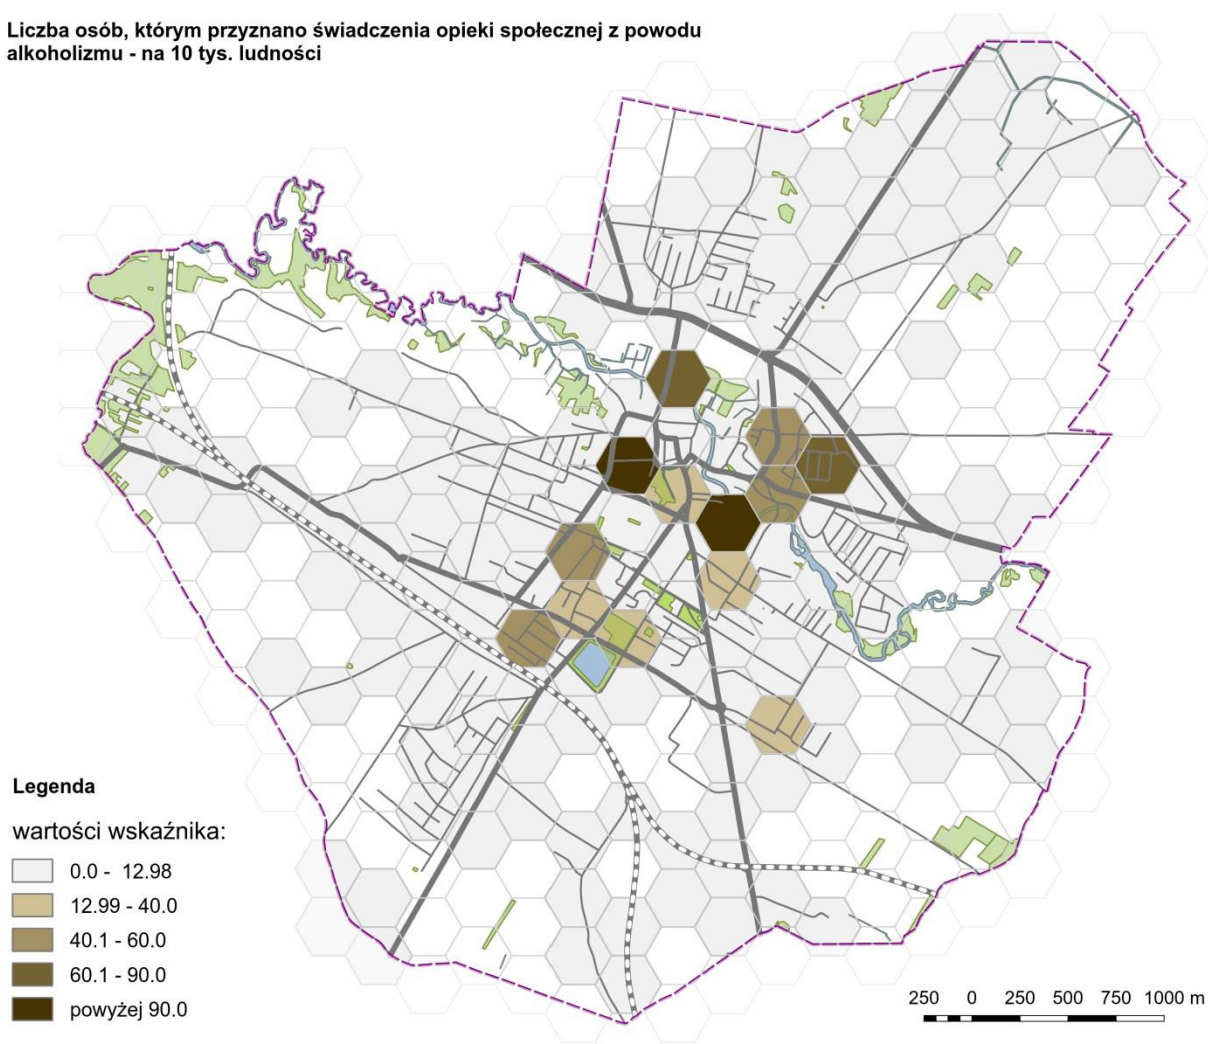 Liczba osób, którym przyznano świadczenia opieki społecznej z powodu
alkoholizmu - na 10 tys. ludności
Legenda
wartości wskaźnika:
0.0 - 12.98
12.99 - 40.0
40.1 - 60.0
60.1 - 90.0
powyżej 90.0
250 0 250 500 750 1000 m